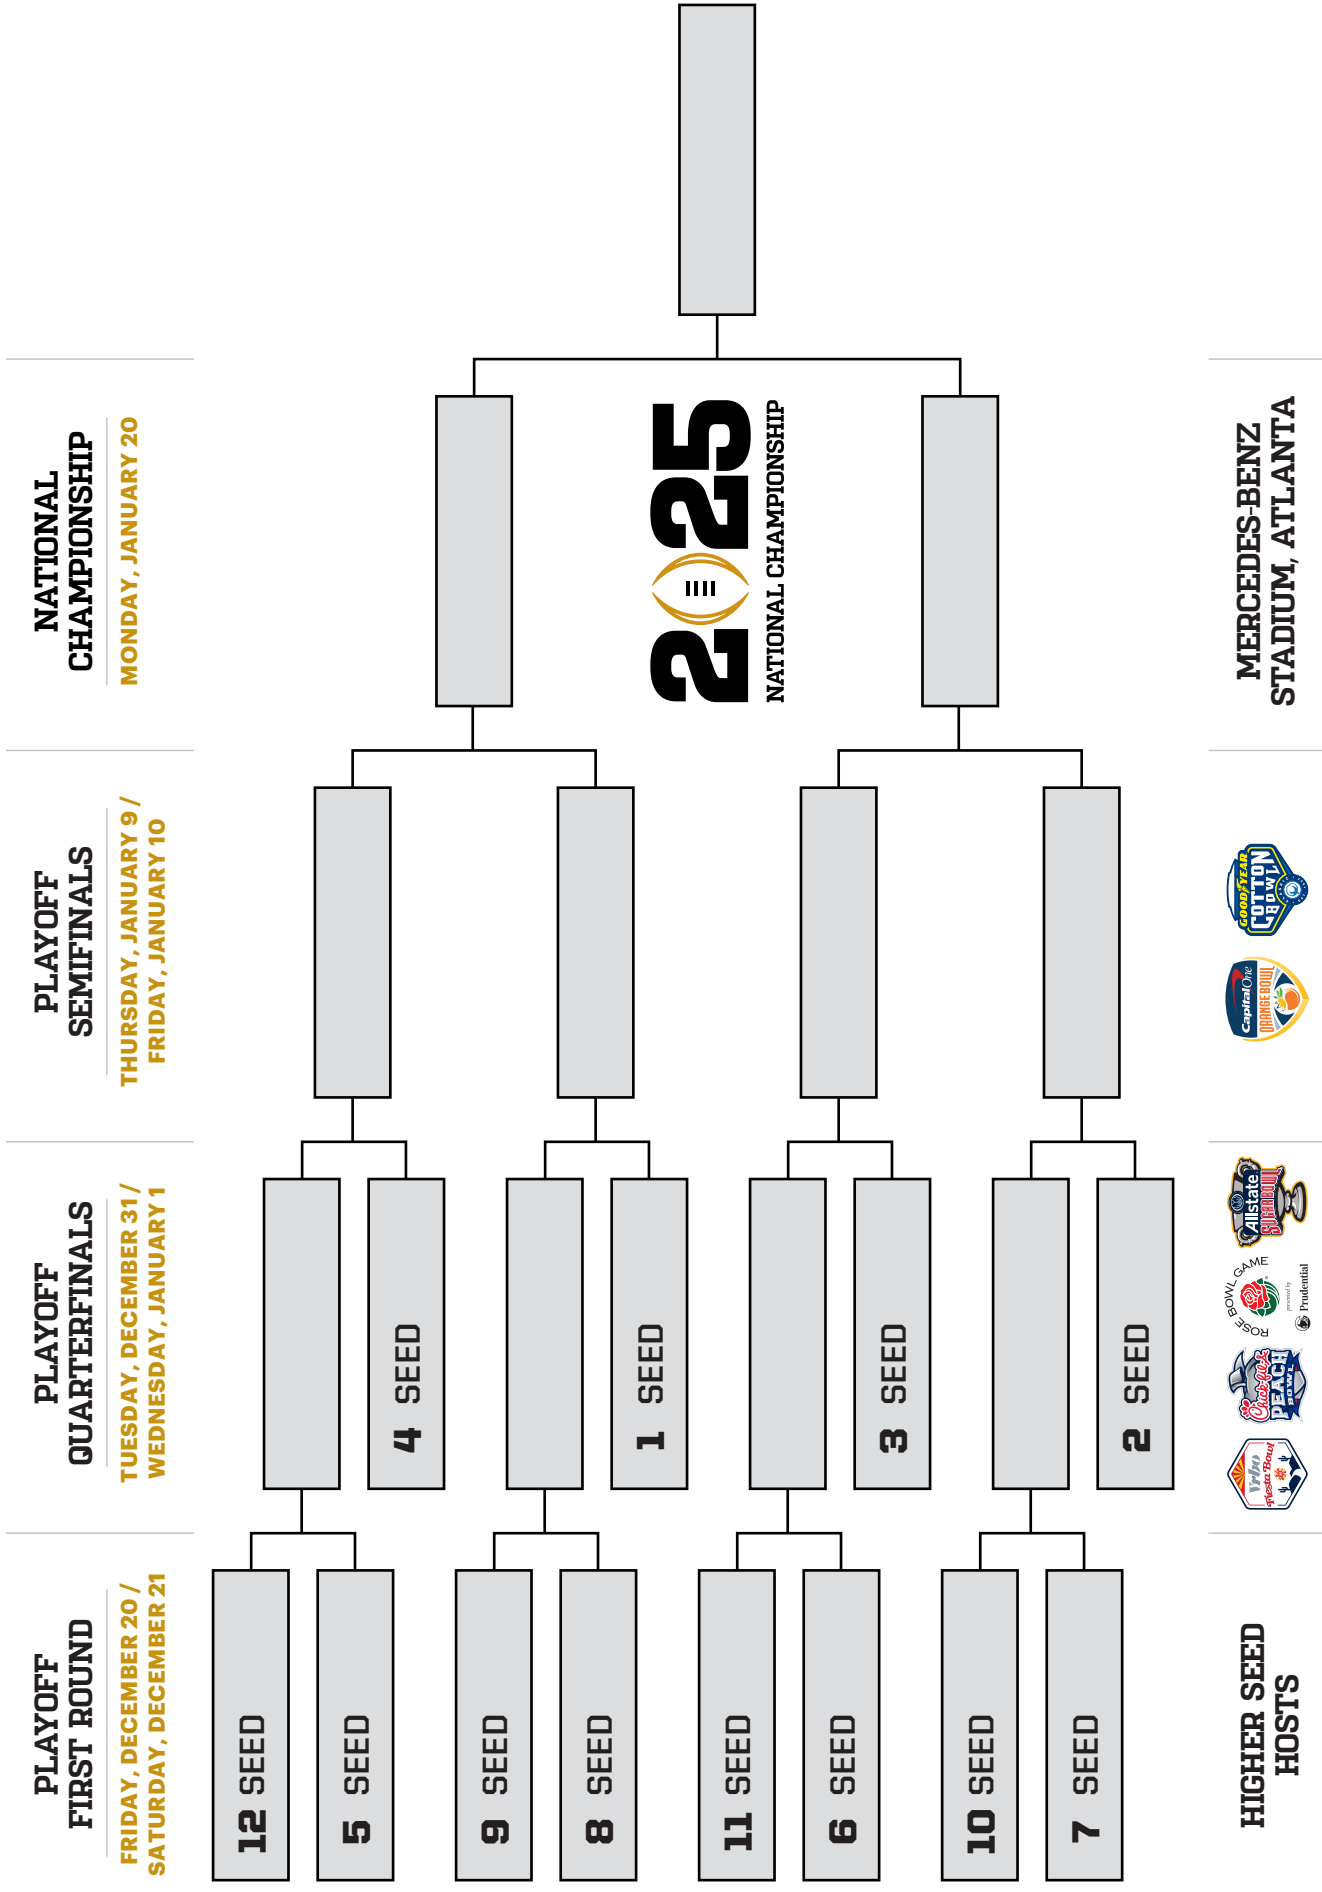 PLAYOFF
FIRST ROUND
FRIDAY, DECEMBER 20 /
SATURDAY, DECEMBER 21
PLAYOFF
QUARTERFINALS
TUESDAY, DECEMBER 31 /
WEDNESDAY, JANUARY 1
PLAYOFF
SEMIFINALS
THURSDAY, JANUARY 9 /
FRIDAY, JANUARY 10
NATIONAL
CHAMPIONSHIP
MONDAY, JANUARY 20
12 SEED
5 SEED
4 SEED
9 SEED
8 SEED
1 SEED
2025
NATIONAL CHAMPIONSHIP
11 SEED
6 SEED
3 SEED
10 SEED
7 SEED
2 SEED
HIGHER SEED
HOSTS
Vrbo
Fiesta Bowl
Chick-fil-A
PEACH
BOWL
ROSE BOWL GAME
presented by
Prudential
Allstate
SUGAR BOWL
Capital One
ORANGE BOWL
GOODYEAR
COTTON
BOWL
MERCEDES-BENZ
STADIUM, ATLANTA